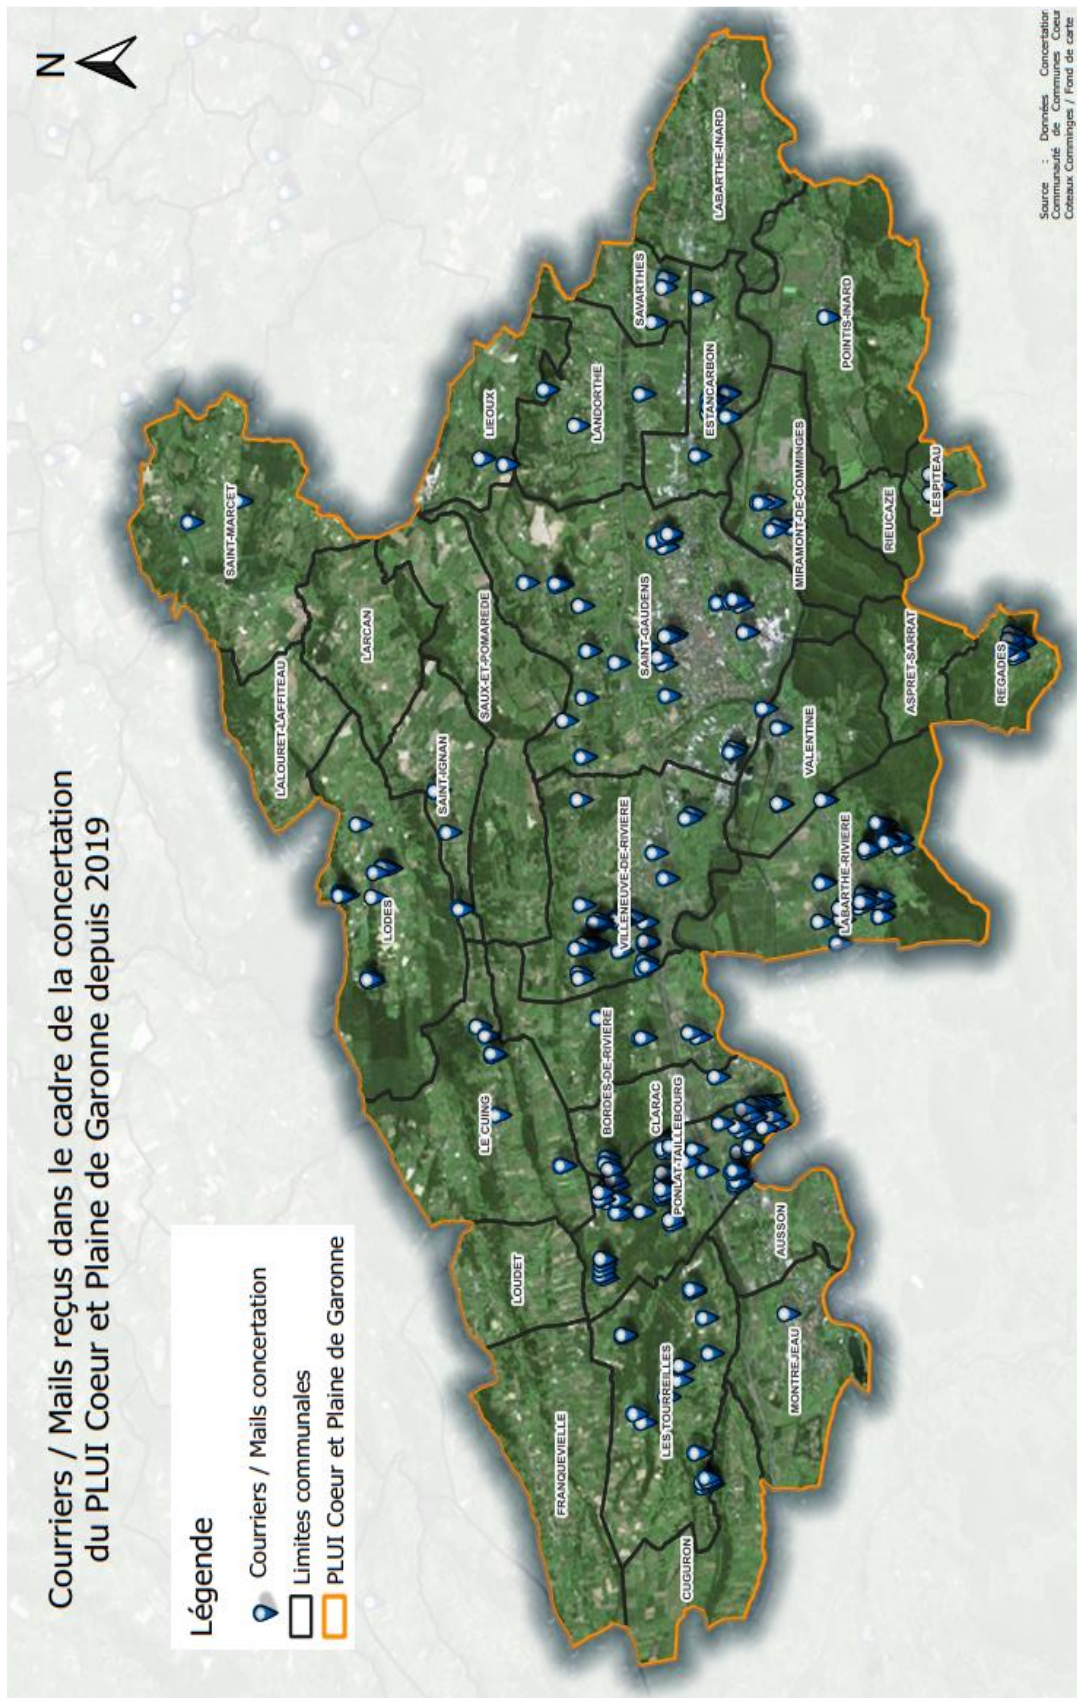 Courriers / Mails reçus dans le cadre de la concertation
du PLUI Coeur et Plaine de Garonne depuis 2019
N
Légende
Courriers / Mails concertation
Limites communales
PLUI Coeur et Plaine de Garonne
SAINT-MARCET
LALOURET-LAFFITEAU
LARCAN
SAINT-IGNAN
SAUX-ET-POMAREDE
LIEOUX
LODES
LE CUING
LOUDET
FRANQUEVIELLE
LANDORTHE
SAVARTHES
LABARTHE-INARD
ESTANCARBON
SAINT-GAUDENS
VILLENEUVE-DE-RIVIERE
BORDES-DE-RIVIERE
CLARAC
PONLAT-TAILLEBOURG
LES TOURREILLES
CUGURON
MONTREJEAU
AUSSON
VALENTINE
LABARTHE-RIVIERE
MIRAMONT-DE-COMMINGES
POINTIS-INARD
RIEUCAZE
LESPITEAU
ASPRET-SARRAT
REGADES
Source : Données Concertation
Communauté de Communes Coeur
Coteaux Comminges / Fond de carte